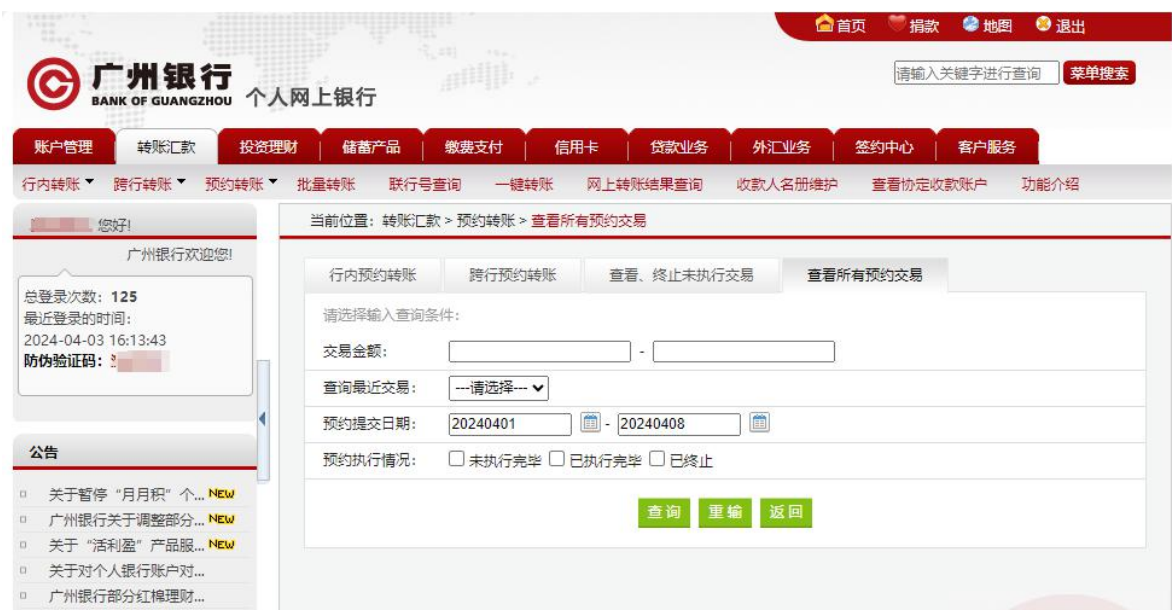 首页 捐款 地图 退出
广州银行
BANK OF GUANGZHOU
个人网上银行
请输入关键字进行查询 菜单搜索
账户管理 转账汇款 投资理财 储蓄产品 缴费支付 信用卡 贷款业务 外汇业务 签约中心 客户服务
行内转账 跨行转账 预约转账 批量转账 联行号查询 一键转账 网上转账结果查询 收款人名册维护 查看协定收款账户 功能介绍
您好!
广州银行欢迎您!
总登录次数: 125
最近登录的时间:
2024-04-03 16:13:43
防伪验证码:
公告
关于暂停“月月积”个... NEW
广州银行关于调整部分... NEW
关于“活利盈”产品服... NEW
关于对个人银行账户对...
广州银行部分红棉理财...
当前位置: 转账汇款 > 预约转账 > 查看所有预约交易
行内预约转账 跨行预约转账 查看、终止未执行交易 查看所有预约交易
请选择输入查询条件:
交易金额: -
查询最近交易: ---请选择---
预约提交日期: 20240401 - 20240408
预约执行情况: 未执行完毕 已执行完毕 已终止
查询 重输 返回